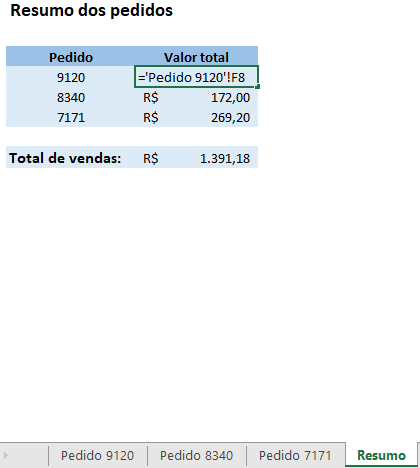 Resumo dos pedidos
Pedido Valor total
9120 ='Pedido 9120'!F8
8340 R$ 172,00
7171 R$ 269,20
Total de vendas: R$ 1.391,18
Pedido 9120 Pedido 8340 Pedido 7171 Resumo